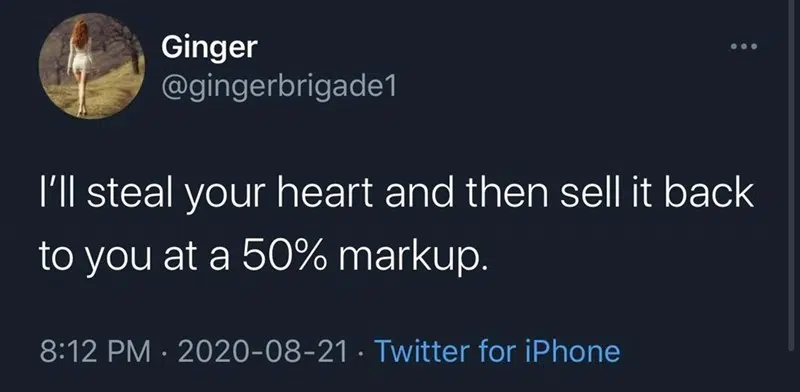 Ginger
@gingerbrigade1
I'll steal your heart and then sell it back
to you at a 50% markup.
8:12 PM · 2020-08-21 · Twitter for iPhone